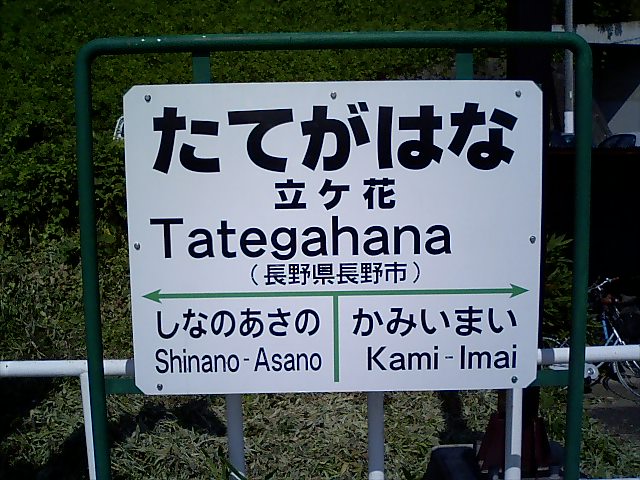 たてがはな
立ケ花
Tategahana
（長野県長野市）
しなのあさの かみいまい
Shinano-Asano Kami-Imai